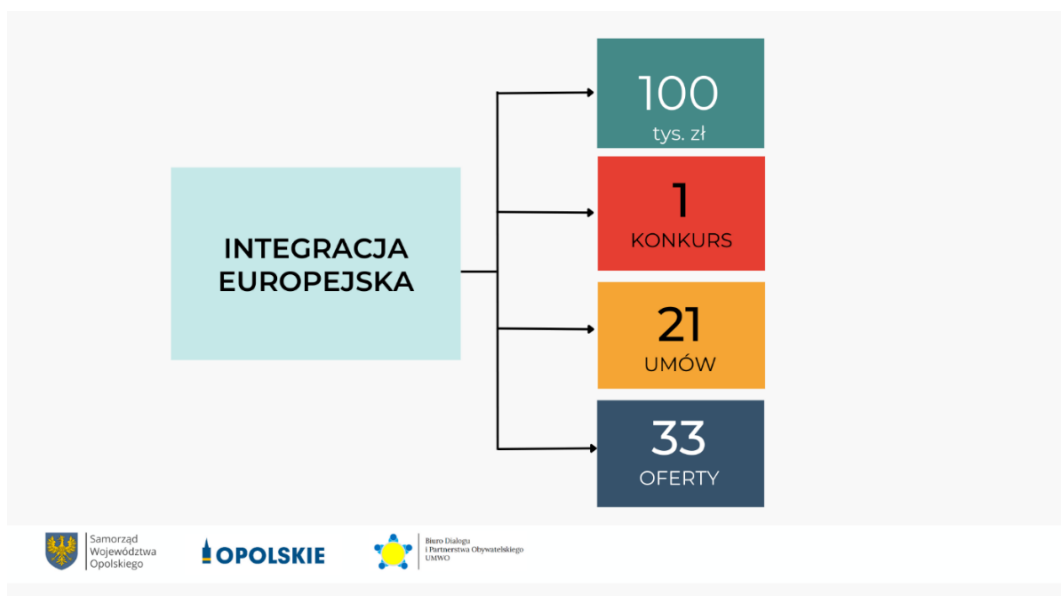 INTEGRACJA
EUROPEJSKA
100
tys. zł
1
KONKURS
21
UMÓW
33
OFERTY
Samorząd
Województwa
Opolskiego
OPOLSKIE
Biuro Dialogu
i Partnerstwa Obywatelskiego
UMWO